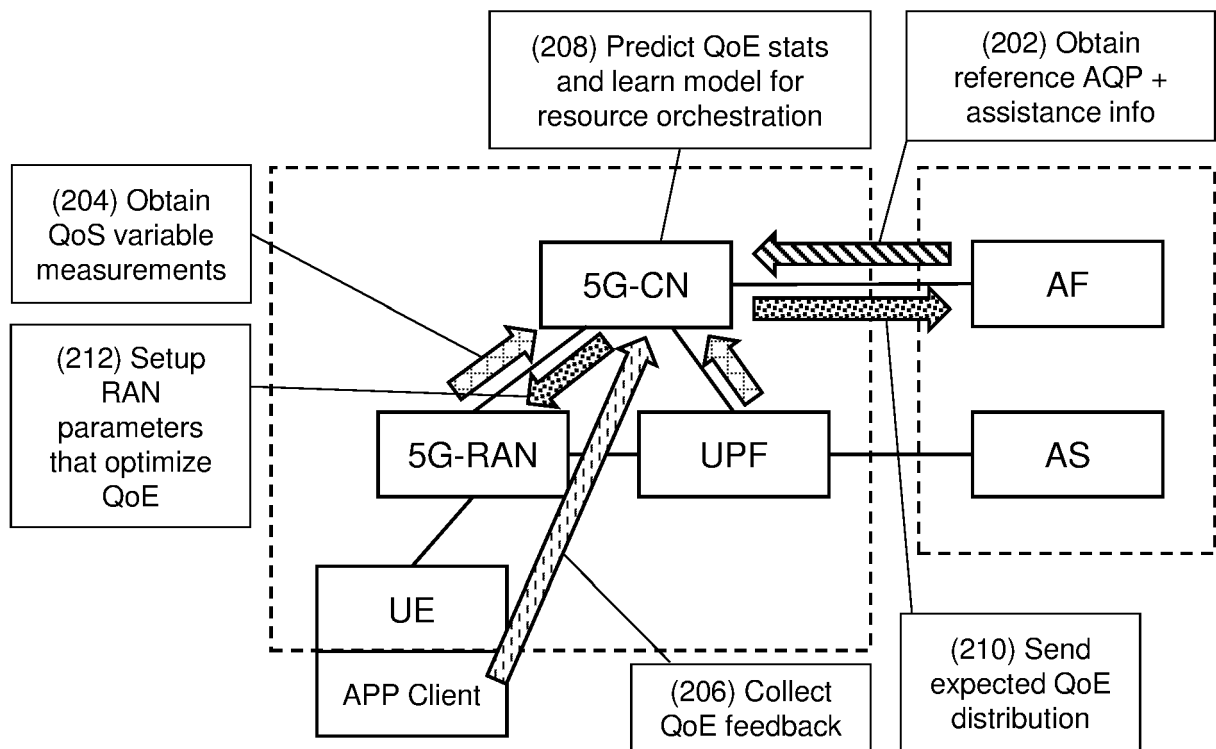 (208) Predict QoE stats
and learn model for
resource orchestration
(202) Obtain
reference AQP +
assistance info
(204) Obtain
QoS variable
measurements
5G-CN
AF
(212) Setup
RAN
parameters
that optimize
QoE
5G-RAN
UPF
AS
UE
APP Client
(206) Collect
QoE feedback
(210) Send
expected QoE
distribution